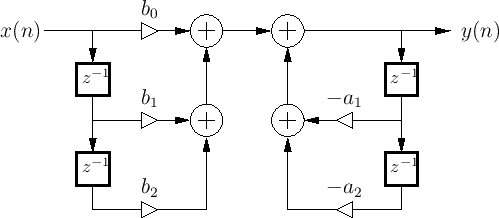 b₀
x(n) + + y(n)
z⁻¹ z⁻¹
b₁ −a₁
+ +
z⁻¹ z⁻¹
b₂ −a₂